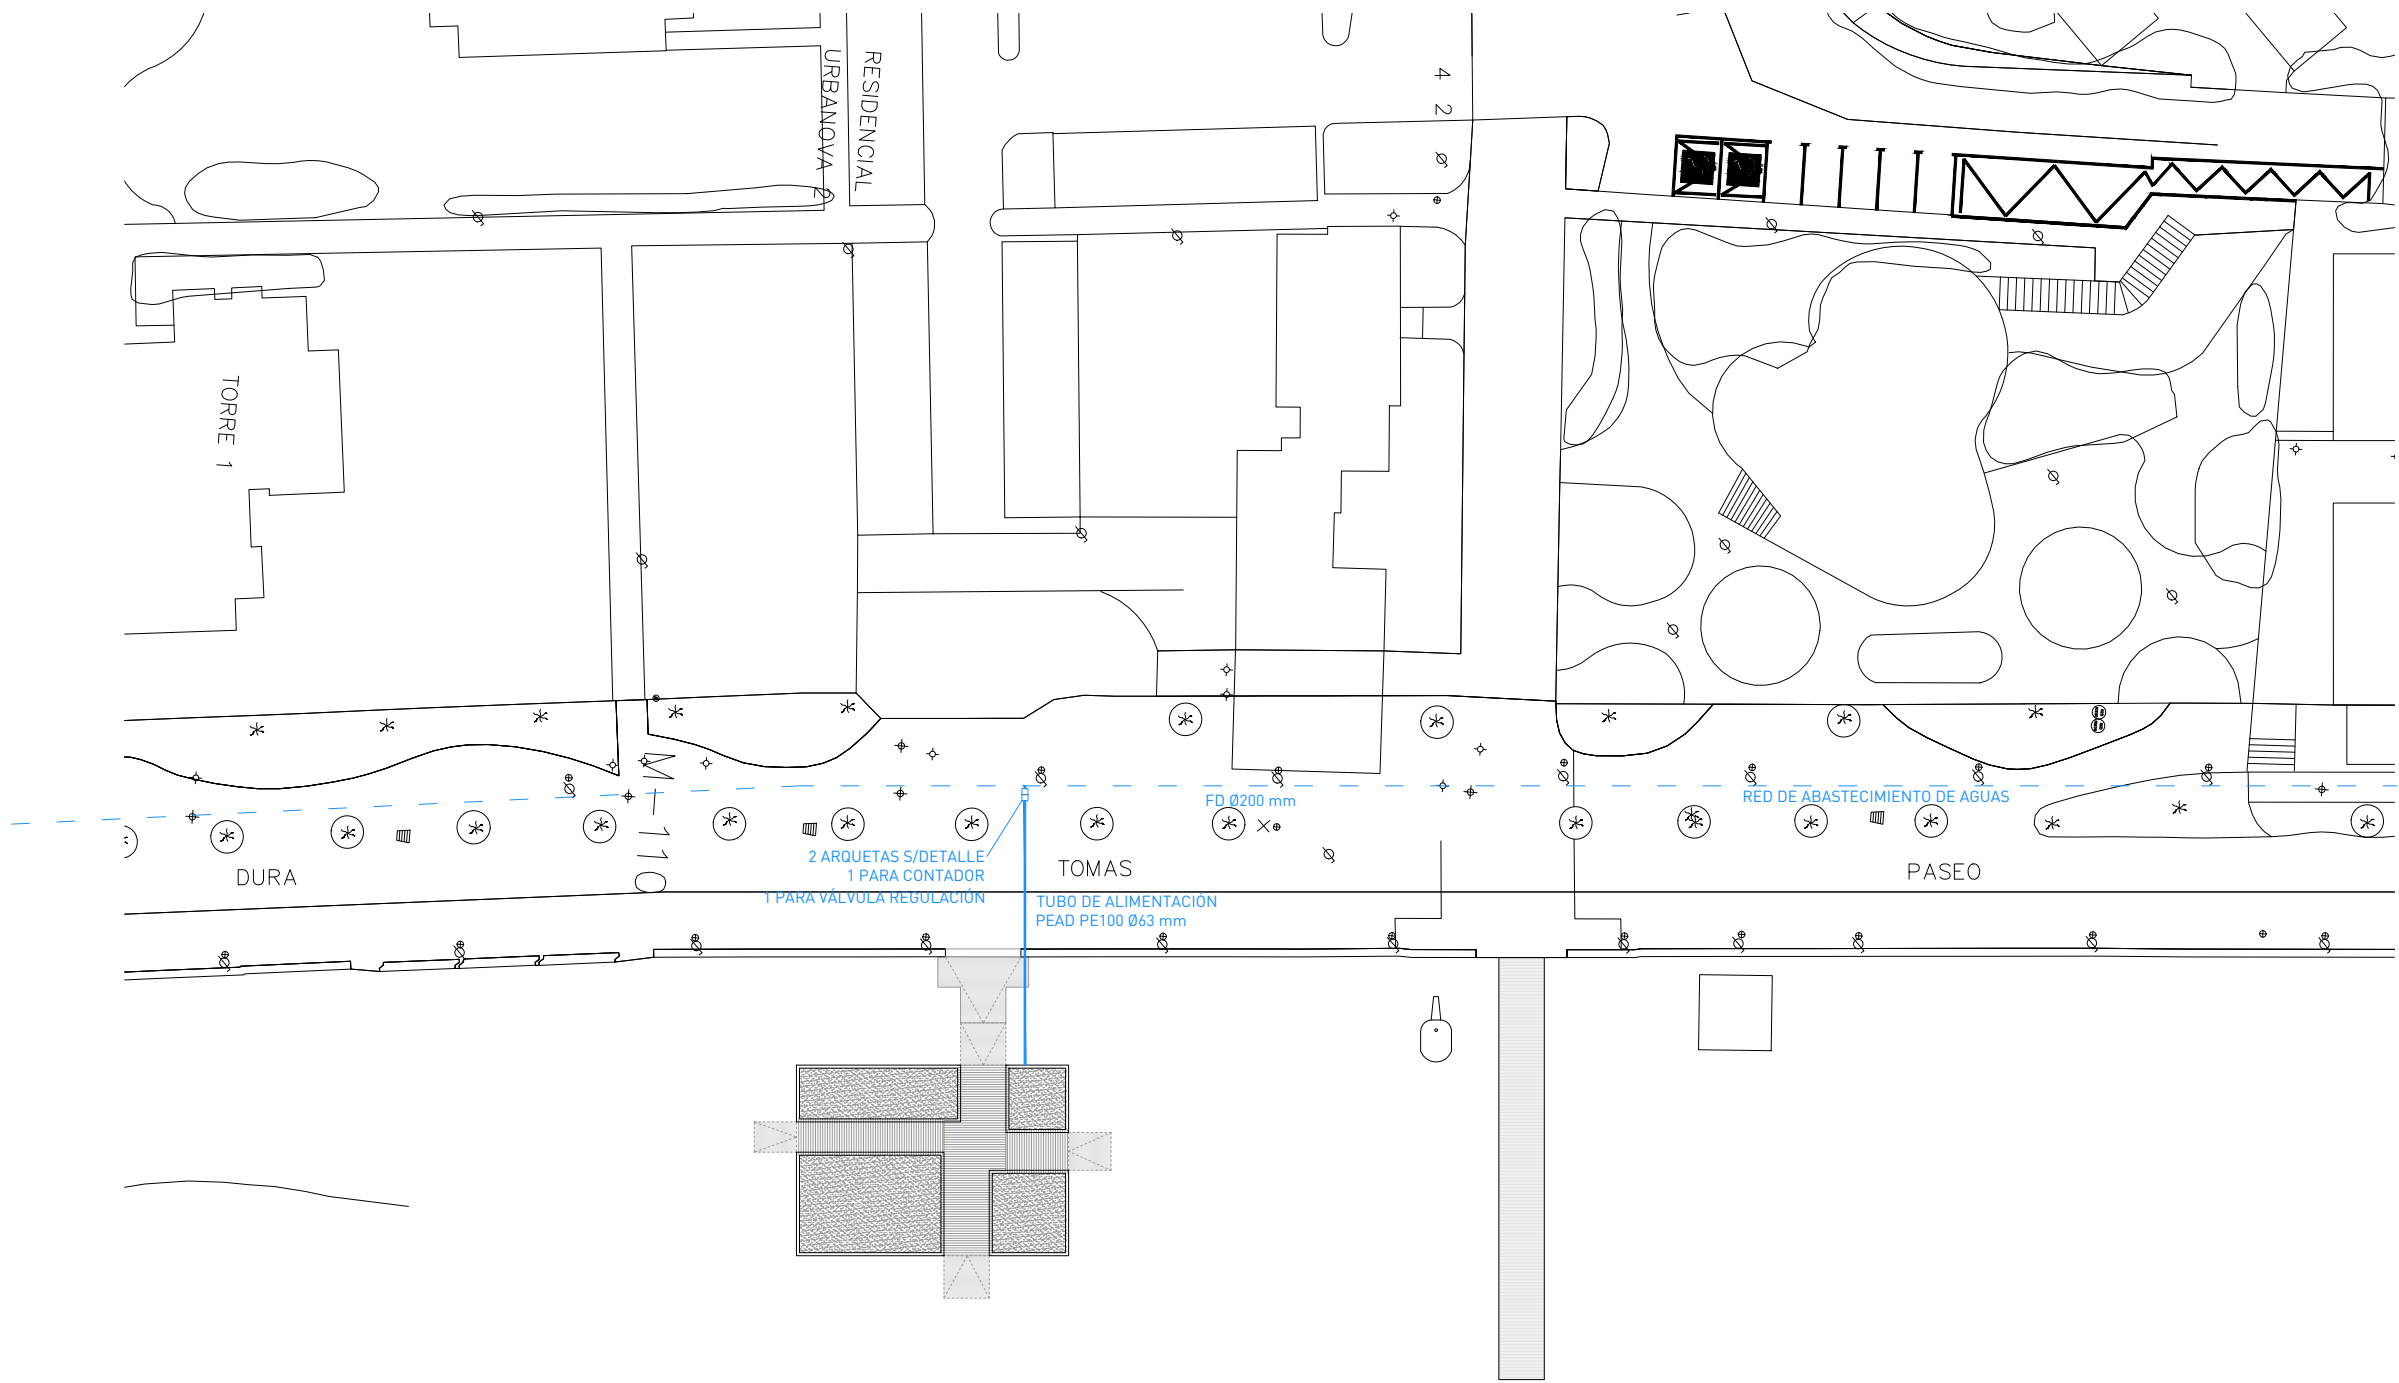 RESIDENCIAL
URBANOVA 2
4 2
TORRE 1
M-110
FD Ø200 mm
RED DE ABASTECIMIENTO DE AGUAS
2 ARQUETAS S/DETALLE
1 PARA CONTADOR
1 PARA VÁLVULA REGULACIÓN
DURA
TOMAS
PASEO
TUBO DE ALIMENTACIÓN
PEAD PE100 Ø63 mm